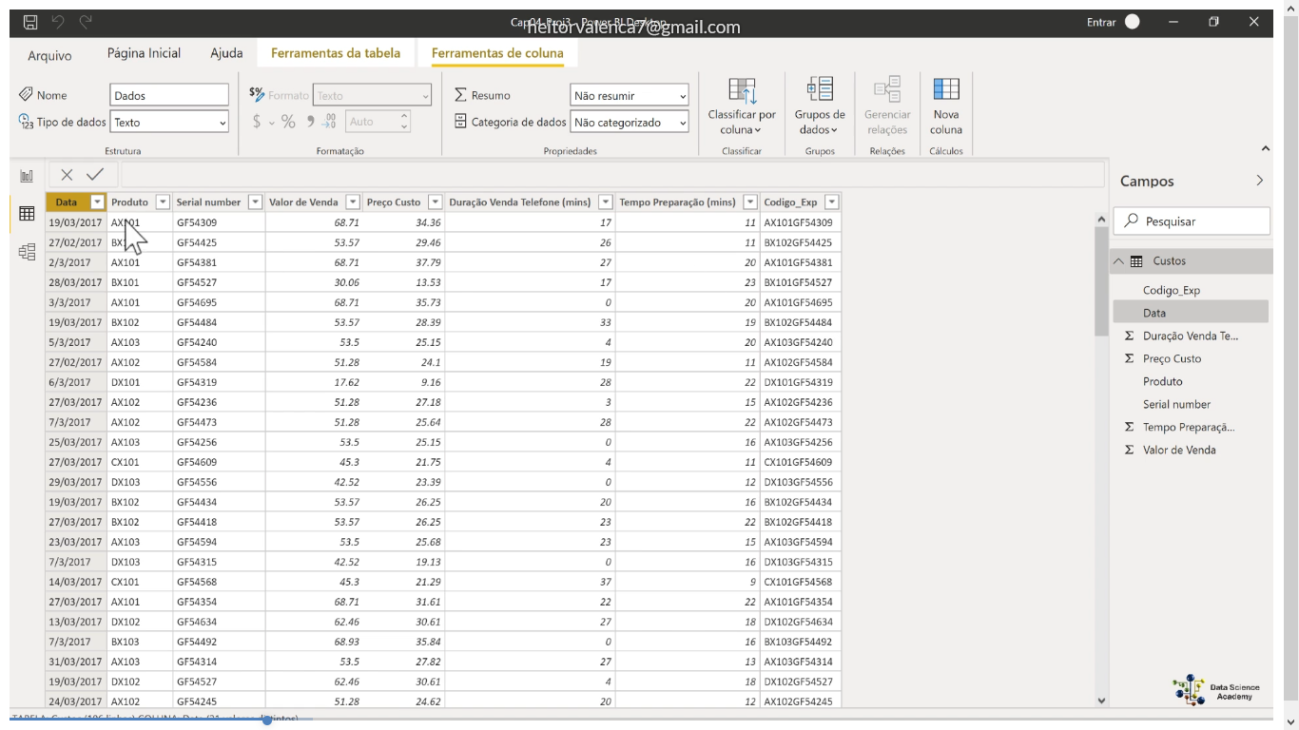 Cap04_Proj3 - Power BI Desktop
heitorvalenca7@gmail.com
Entrar
Arquivo Página Inicial Ajuda Ferramentas da tabela Ferramentas de coluna
Nome Dados Formato Texto Resumo Não resumir
Tipo de dados Texto $ % 9 .00 Auto Categoria de dados Não categorizado
Classificar por coluna Grupos de dados Gerenciar relações Nova coluna
Estrutura Formatação Propriedades Classificar Grupos Relações Cálculos
Data Produto Serial number Valor de Venda Preço Custo Duração Venda Telefone (mins) Tempo Preparação (mins) Codigo_Exp
19/03/2017 AX101 GF54309 68.71 34.36 17 11 AX101GF54309
27/02/2017 BX102 GF54425 53.57 29.46 26 11 BX102GF54425
2/3/2017 AX101 GF54381 68.71 37.79 27 20 AX101GF54381
28/03/2017 BX101 GF54527 30.06 13.53 17 23 BX101GF54527
3/3/2017 AX101 GF54695 68.71 35.73 0 20 AX101GF54695
19/03/2017 BX102 GF54484 53.57 28.39 33 19 BX102GF54484
5/3/2017 AX103 GF54240 53.5 25.15 4 20 AX103GF54240
27/02/2017 AX102 GF54584 51.28 24.1 19 11 AX102GF54584
6/3/2017 DX101 GF54319 17.62 9.16 28 22 DX101GF54319
27/03/2017 AX102 GF54236 51.28 27.18 3 15 AX102GF54236
7/3/2017 AX102 GF54473 51.28 25.64 28 22 AX102GF54473
25/03/2017 AX103 GF54256 53.5 25.15 0 16 AX103GF54256
27/03/2017 CX101 GF54609 45.3 21.75 4 11 CX101GF54609
29/03/2017 DX103 GF54556 42.52 23.39 0 12 DX103GF54556
19/03/2017 BX102 GF54434 53.57 26.25 20 16 BX102GF54434
27/03/2017 BX102 GF54418 53.57 26.25 23 22 BX102GF54418
23/03/2017 AX103 GF54594 53.5 25.68 23 15 AX103GF54594
7/3/2017 DX103 GF54315 42.52 19.13 0 16 DX103GF54315
14/03/2017 CX101 GF54568 45.3 21.29 37 9 CX101GF54568
27/03/2017 AX101 GF54354 68.71 31.61 22 22 AX101GF54354
13/03/2017 DX102 GF54634 62.46 30.61 27 18 DX102GF54634
7/3/2017 BX103 GF54492 68.93 35.84 0 16 BX103GF54492
31/03/2017 AX103 GF54314 53.5 27.82 27 13 AX103GF54314
19/03/2017 DX102 GF54527 62.46 30.61 4 18 DX102GF54527
24/03/2017 AX102 GF54245 51.28 24.62 20 12 AX102GF54245
Campos
Pesquisar
Custos
Codigo_Exp
Data
Duração Venda Te...
Preço Custo
Produto
Serial number
Tempo Preparaçã...
Valor de Venda
Data Science
Academy